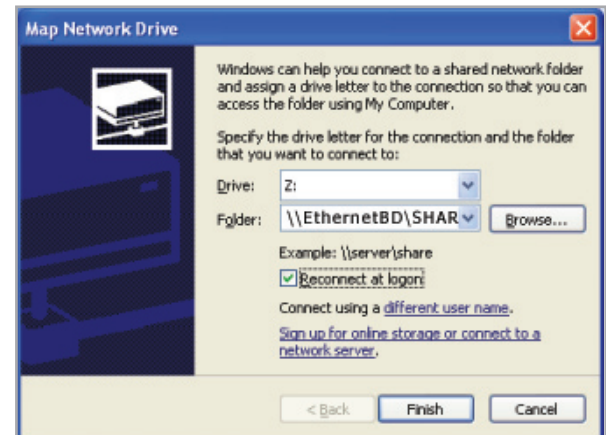 Map Network Drive
Windows can help you connect to a shared network folder
and assign a drive letter to the connection so that you can
access the folder using My Computer.
Specify the drive letter for the connection and the folder
that you want to connect to:
Drive: Z:
Folder: \\EthernetBD\SHAR Browse...
Example: \\server\share
Reconnect at logon
Connect using a different user name.
Sign up for online storage or connect to a
network server.
< Back Finish Cancel